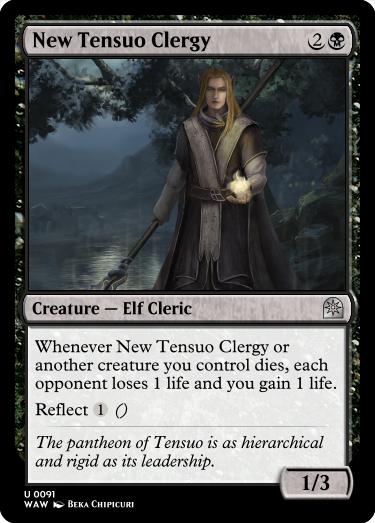 New Tensuo Clergy 2
Creature — Elf Cleric
Whenever New Tensuo Clergy or
another creature you control dies, each
opponent loses 1 life and you gain 1 life.
Reflect 1 ()
The pantheon of Tensuo is as hierarchical
and rigid as its leadership.
1/3
U 0091
WAW Beka Chipicuri